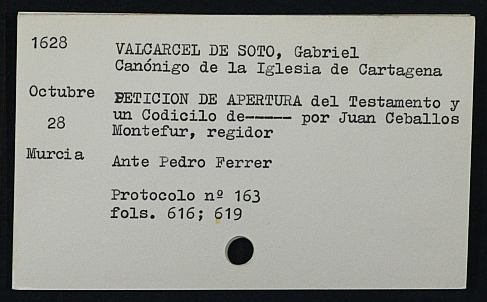 1628
VALCARCEL DE SOTO, Gabriel
Canónigo de la Iglesia de Cartagena
Octubre
28
Murcia
PETICION DE APERTURA del Testamento y
un Codicilo de----- por Juan Ceballos
Montefur, regidor
Ante Pedro Ferrer
Protocolo nº 163
fols. 616; 619